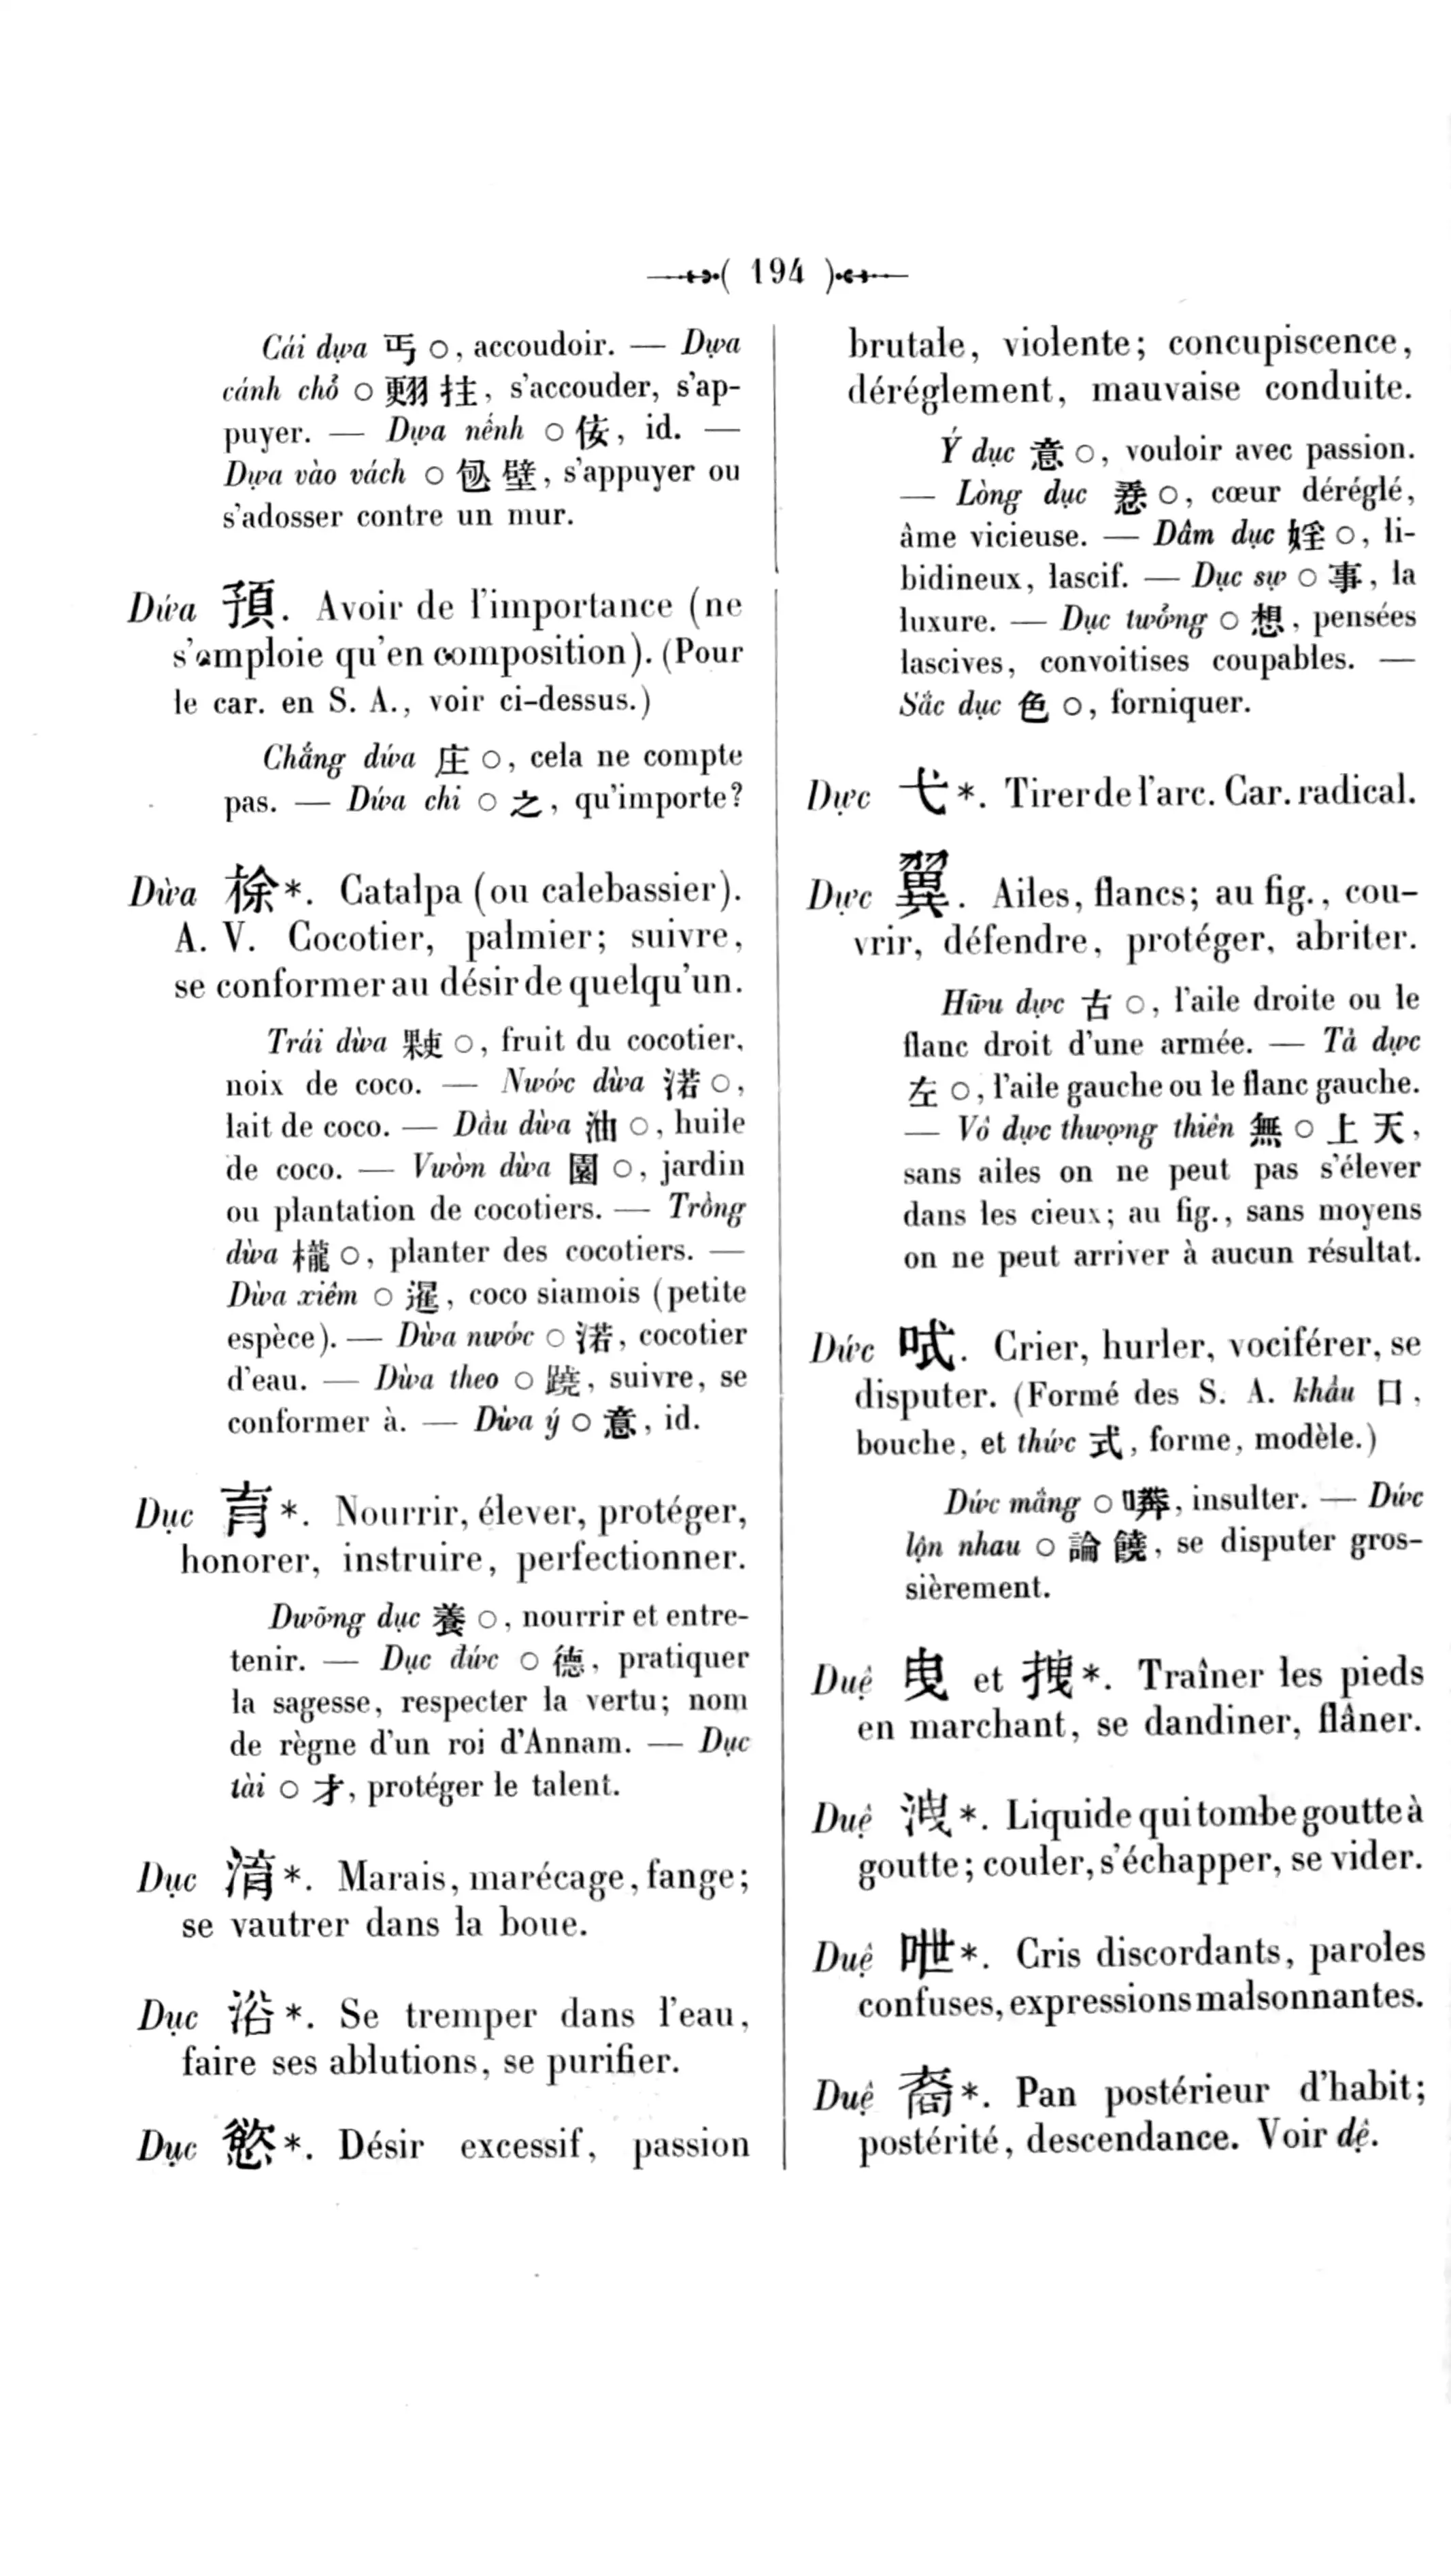 ( 194 )
Cái dựa 丐 ○, accoudoir. — Dựa
cánh chỏ ○ 𦑃 拄, s'accouder, s'ap-
puyer. — Dựa nếnh ○ 侒, id. —
Dựa vào vách ○ 𠓨 壁, s'appuyer ou
s'adosser contre un mur.
Dứa 預. Avoir de l'importance (ne
s'emploie qu'en composition). (Pour
le car. en S. A., voir ci-dessus.)
Chẳng dứa 庄 ○, cela ne compte
pas. — Dứa chi ○ 之, qu'importe?
Dừa 梌*. Catalpa (ou calebassier).
A. V. Cocotier, palmier; suivre,
se conformer au désir de quelqu'un.
Trái dừa ○, fruit du cocotier,
noix de coco. — Nước dừa 渃 ○,
lait de coco. — Dầu dừa 油 ○, huile
de coco. — Vườn dừa 園 ○, jardin
ou plantation de cocotiers. — Trồng
dừa 櫳 ○, planter des cocotiers. —
Dừa xiêm ○ 暹, coco siamois (petite
espèce). — Dừa nước ○ 渃, cocotier
d'eau. — Dừa theo ○ 蹺, suivre, se
conformer à. — Dừa ý ○ 意, id.
Dục 育*. Nourrir, élever, protéger,
honorer, instruire, perfectionner.
Dưỡng dục 養 ○, nourrir et entre-
tenir. — Dục đức ○ 德, pratiquer
la sagesse, respecter la vertu; nom
de règne d'un roi d'Annam. — Dục
tài ○ 才, protéger le talent.
Dục 淯*. Marais, marécage, fange;
se vautrer dans la boue.
Dục 浴*. Se tremper dans l'eau,
faire ses ablutions, se purifier.
Dục 慾*. Désir excessif, passion
brutale, violente; concupiscence,
déréglement, mauvaise conduite.
Ý dục 意 ○, vouloir avec passion.
— Lòng dục ○, cœur déréglé,
âme vicieuse. — Dâm dục 婬 ○, li-
bidineux, lascif. — Dục sự ○ 事, la
luxure. — Dục tưởng ○ 想, pensées
lascives, convoitises coupables. —
Sắc dục 色 ○, forniquer.
Dực 弋*. Tirer de l'arc. Car. radical.
Dực 翼. Ailes, flancs; au fig., cou-
vrir, défendre, protéger, abriter.
Hữu dực 古 ○, l'aile droite ou le
flanc droit d'une armée. — Tả dực
左 ○, l'aile gauche ou le flanc gauche.
— Vô dực thượng thiên 無 ○ 上 天,
sans ailes on ne peut pas s'élever
dans les cieux; au fig., sans moyens
on ne peut arriver à aucun résultat.
Dức 㖠. Crier, hurler, vociférer, se
disputer. (Formé des S. A. khẩu 口,
bouche, et thức 式, forme, modèle.)
Dức mắng ○, insulter. — Dức
lộn nhau ○ 論 饒, se disputer gros-
sièrement.
Duệ 曳 et 拽*. Traîner les pieds
en marchant, se dandiner, flâner.
Duệ 洩*. Liquide qui tombe goutte à
goutte; couler, s'échapper, se vider.
Duệ 呭*. Cris discordants, paroles
confuses, expressions malsonnantes.
Duệ 裔*. Pan postérieur d'habit;
postérité, descendance. Voir dệ.